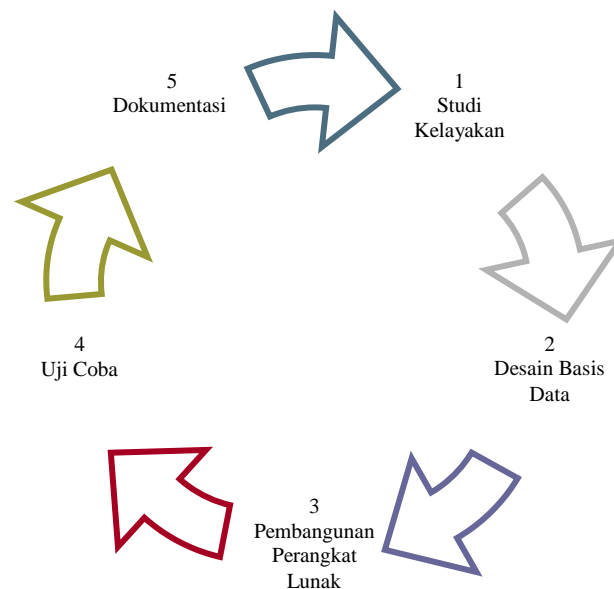 1
Studi
Kelayakan
2
Desain Basis
Data
3
Pembangunan
Perangkat
Lunak
4
Uji Coba
5
Dokumentasi